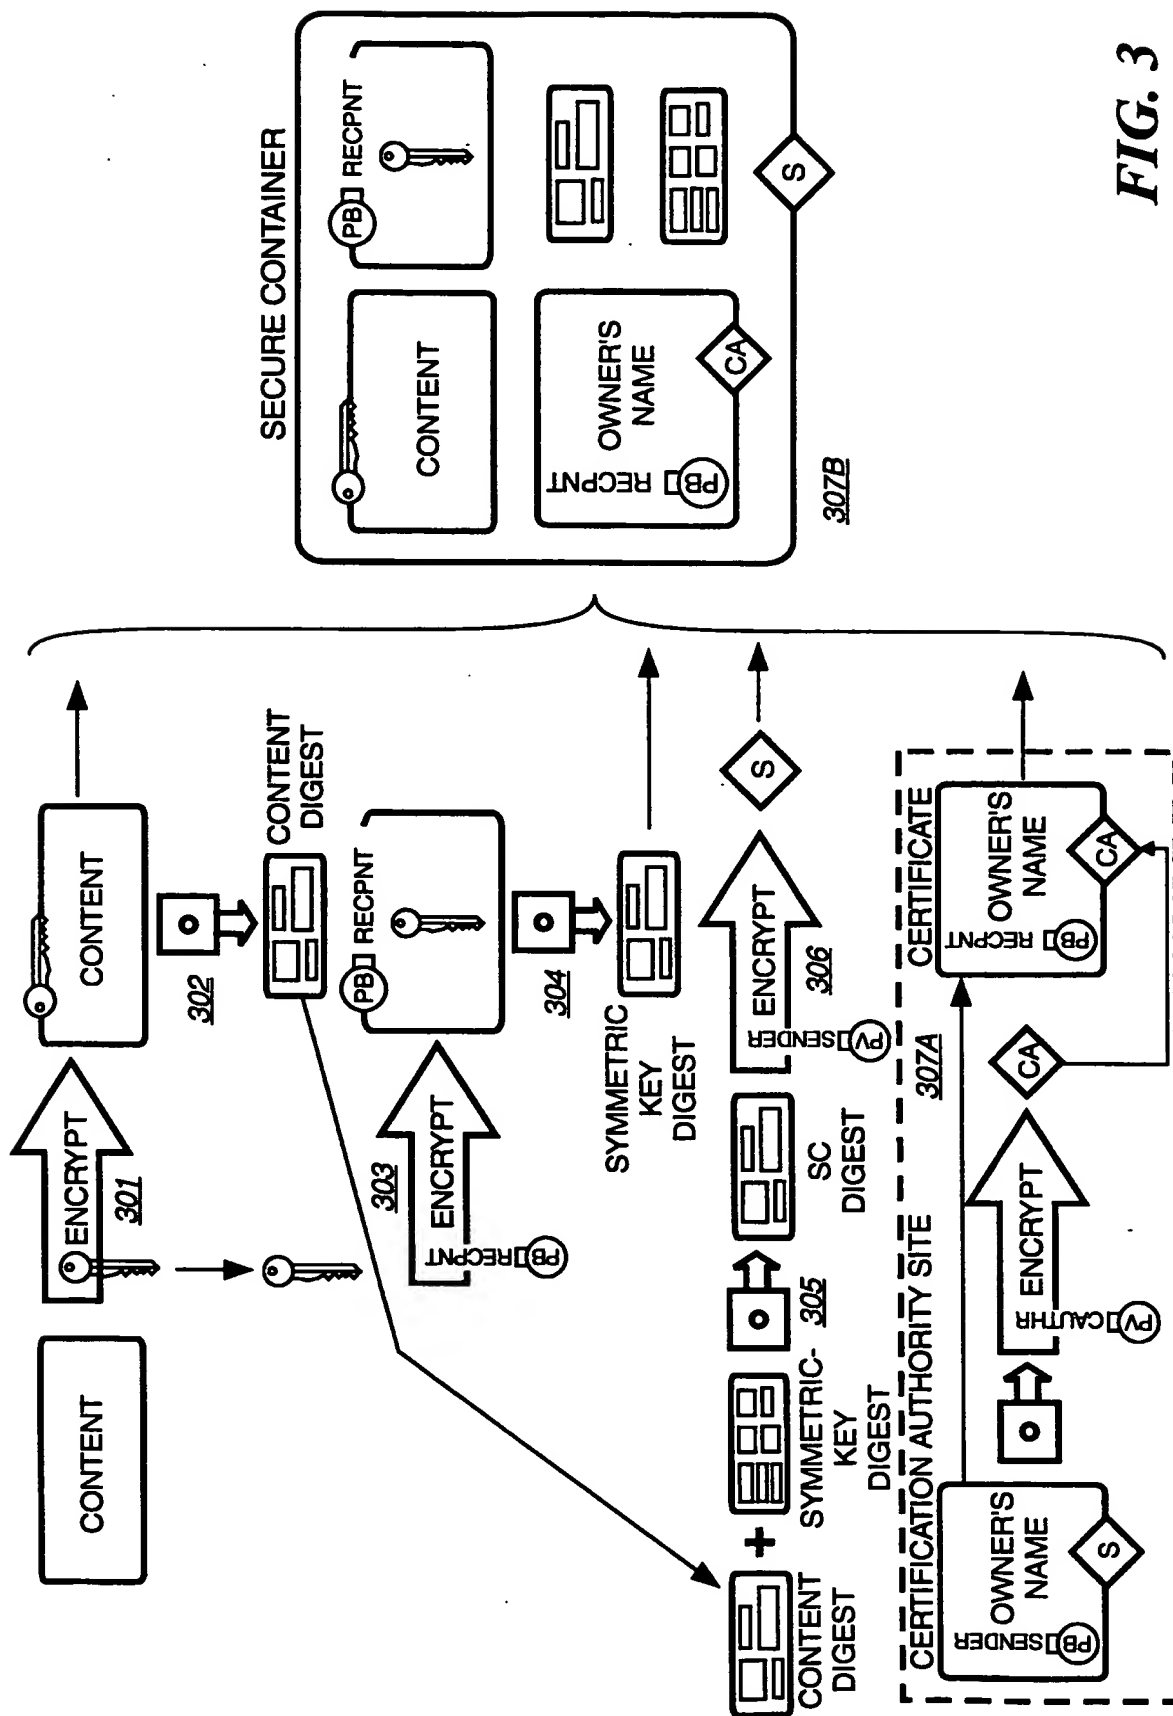 CONTENT
ENCRYPT
301
CONTENT
302
CONTENT
DIGEST
303
ENCRYPT
PB RECPNT
PB RECPNT
304
SYMMETRIC
KEY
DIGEST
CONTENT
DIGEST
+
SYMMETRIC-
KEY
DIGEST
305
SC
DIGEST
ENCRYPT
PV SENDER
306
S
CERTIFICATION AUTHORITY SITE
307A
PB SENDER
OWNER'S
NAME
S
ENCRYPT
PV CAUTHR
CA
CERTIFICATE
PB RECPNT
OWNER'S
NAME
CA
SECURE CONTAINER
CONTENT
PB RECPNT
PB RECPNT
OWNER'S
NAME
CA
S
307B
FIG. 3